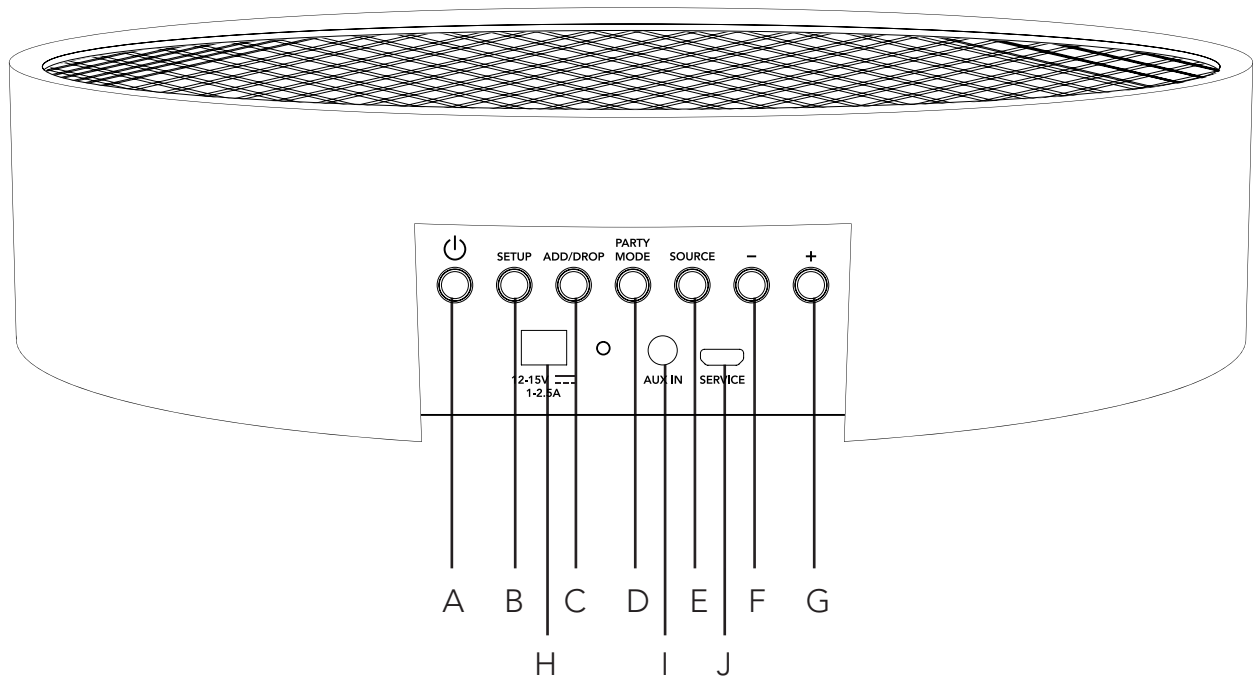 PARTY
SETUP ADD/DROP MODE SOURCE − +
12-15V
1-2.5A
AUX IN SERVICE
A B C D E F G
H I J